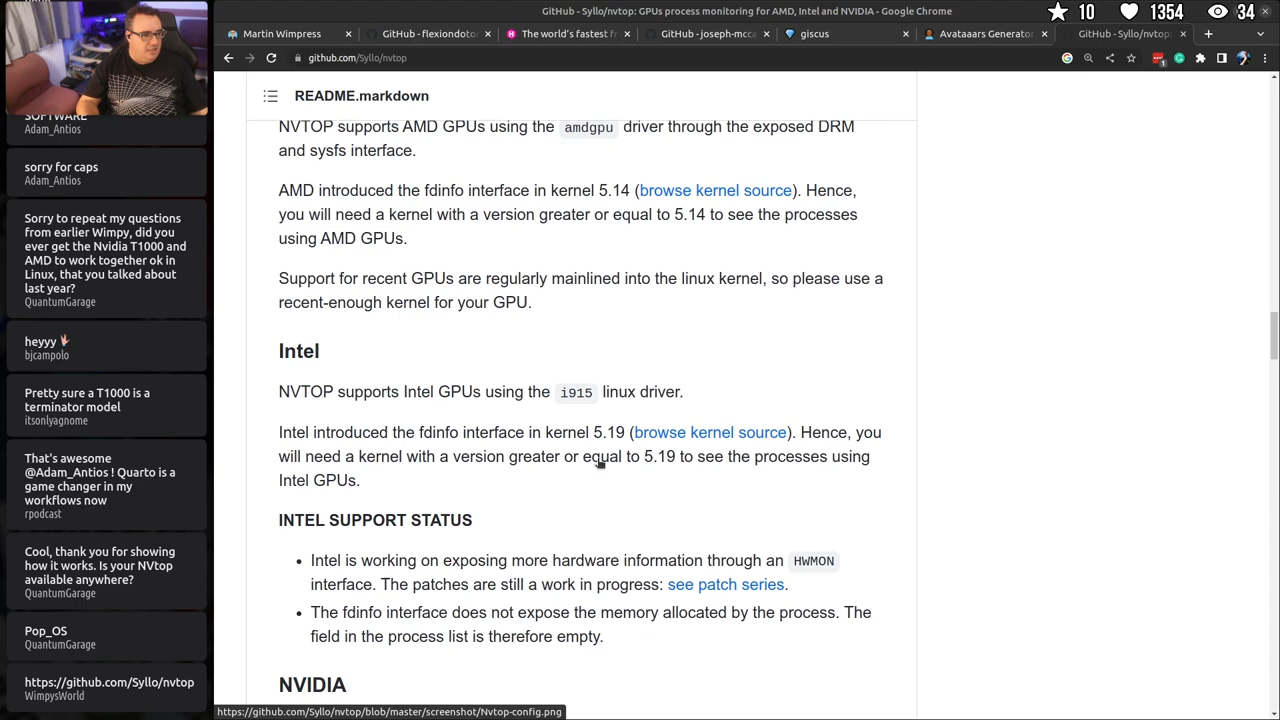 GitHub - Syllo/nvtop: GPUs process monitoring for AMD, Intel and NVIDIA - Google Chrome
10
1354
34
Martin Wimpress
GitHub - flexiondoto
The world's fastest fr
GitHub - joseph-mcca
giscus
Avataaars Generator
GitHub - Syllo/nvtop:
github.com/Syllo/nvtop
SOFTWARE
Adam_Antios
sorry for caps
Adam_Antios
Sorry to repeat my questions
from earlier Wimpy, did you
ever get the Nvidia T1000 and
AMD to work together ok in
Linux, that you talked about
last year?
QuantumGarage
heyyy
bjcampolo
Pretty sure a T1000 is a
terminator model
itsonlyagnome
That's awesome
@Adam_Antios ! Quarto is a
game changer in my
workflows now
rpodcast
Cool, thank you for showing
how it works. Is your NVtop
available anywhere?
QuantumGarage
Pop_OS
QuantumGarage
https://github.com/Syllo/nvtop
WimpysWorld
README.markdown
NVTOP supports AMD GPUs using the amdgpu driver through the exposed DRM
and sysfs interface.
AMD introduced the fdinfo interface in kernel 5.14 (browse kernel source). Hence,
you will need a kernel with a version greater or equal to 5.14 to see the processes
using AMD GPUs.
Support for recent GPUs are regularly mainlined into the linux kernel, so please use a
recent-enough kernel for your GPU.
Intel
NVTOP supports Intel GPUs using the i915 linux driver.
Intel introduced the fdinfo interface in kernel 5.19 (browse kernel source). Hence, you
will need a kernel with a version greater or equal to 5.19 to see the processes using
Intel GPUs.
INTEL SUPPORT STATUS
• Intel is working on exposing more hardware information through an HWMON
interface. The patches are still a work in progress: see patch series.
• The fdinfo interface does not expose the memory allocated by the process. The
field in the process list is therefore empty.
NVIDIA
https://github.com/Syllo/nvtop/blob/master/screenshot/Nvtop-config.png